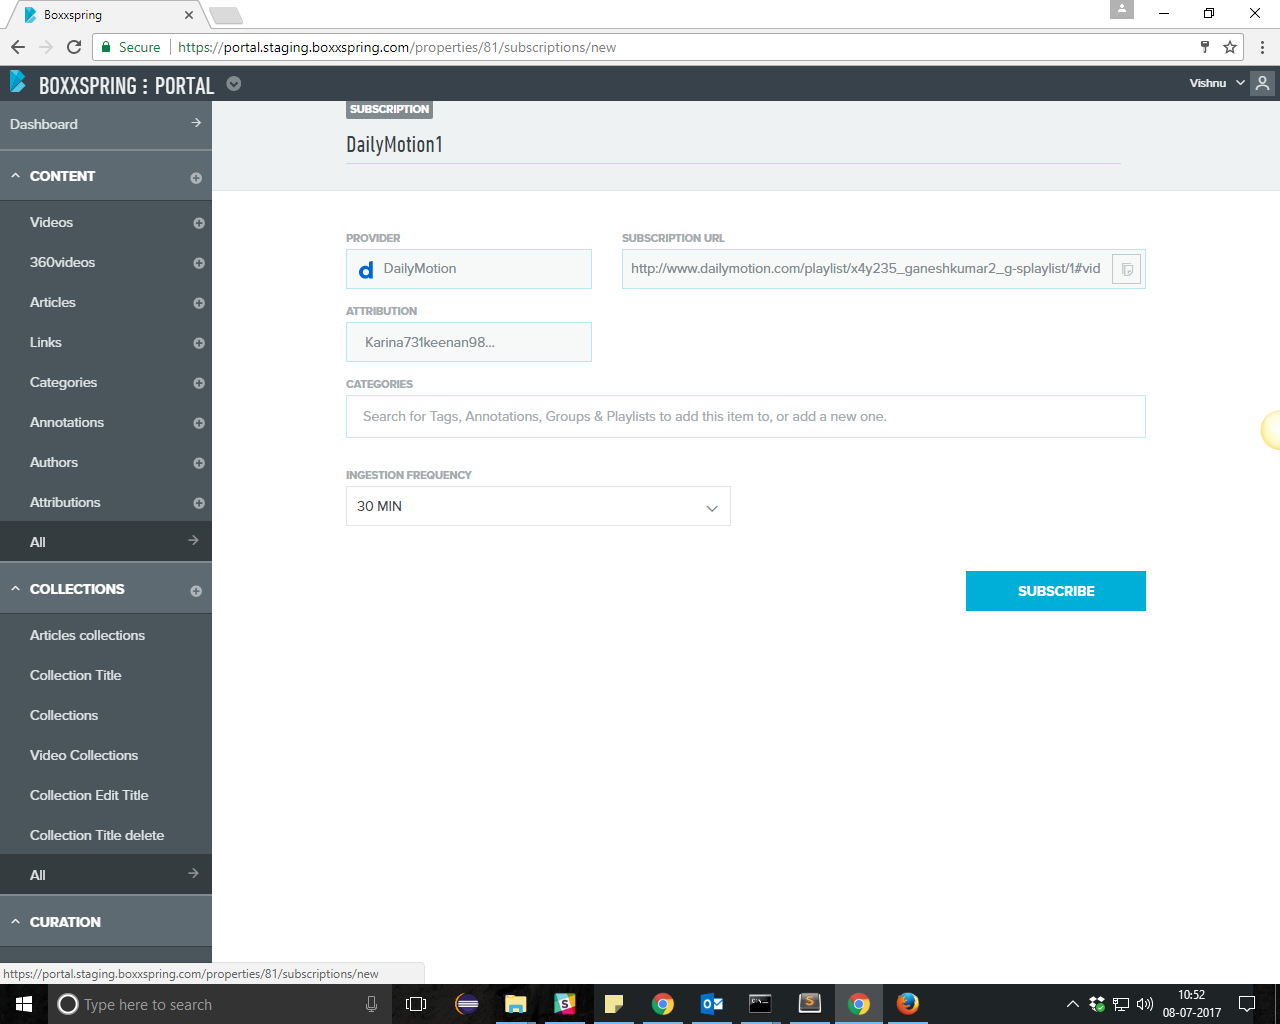 Boxxspring
Secure
https://portal.staging.boxxspring.com/properties/81/subscriptions/new
BOXXSPRING : PORTAL
Vishnu
Dashboard
CONTENT
Videos
360videos
Articles
Links
Categories
Annotations
Authors
Attributions
All
COLLECTIONS
Articles collections
Collection Title
Collections
Video Collections
Collection Edit Title
Collection Title delete
All
CURATION
SUBSCRIPTION
DailyMotion1
PROVIDER
DailyMotion
SUBSCRIPTION URL
http://www.dailymotion.com/playlist/x4y235_ganeshkumar2_g-splaylist/1#vid
ATTRIBUTION
Karina731keenan98...
CATEGORIES
Search for Tags, Annotations, Groups & Playlists to add this item to, or add a new one.
INGESTION FREQUENCY
30 MIN
SUBSCRIBE
https://portal.staging.boxxspring.com/properties/81/subscriptions/new
Type here to search
10:52
08-07-2017